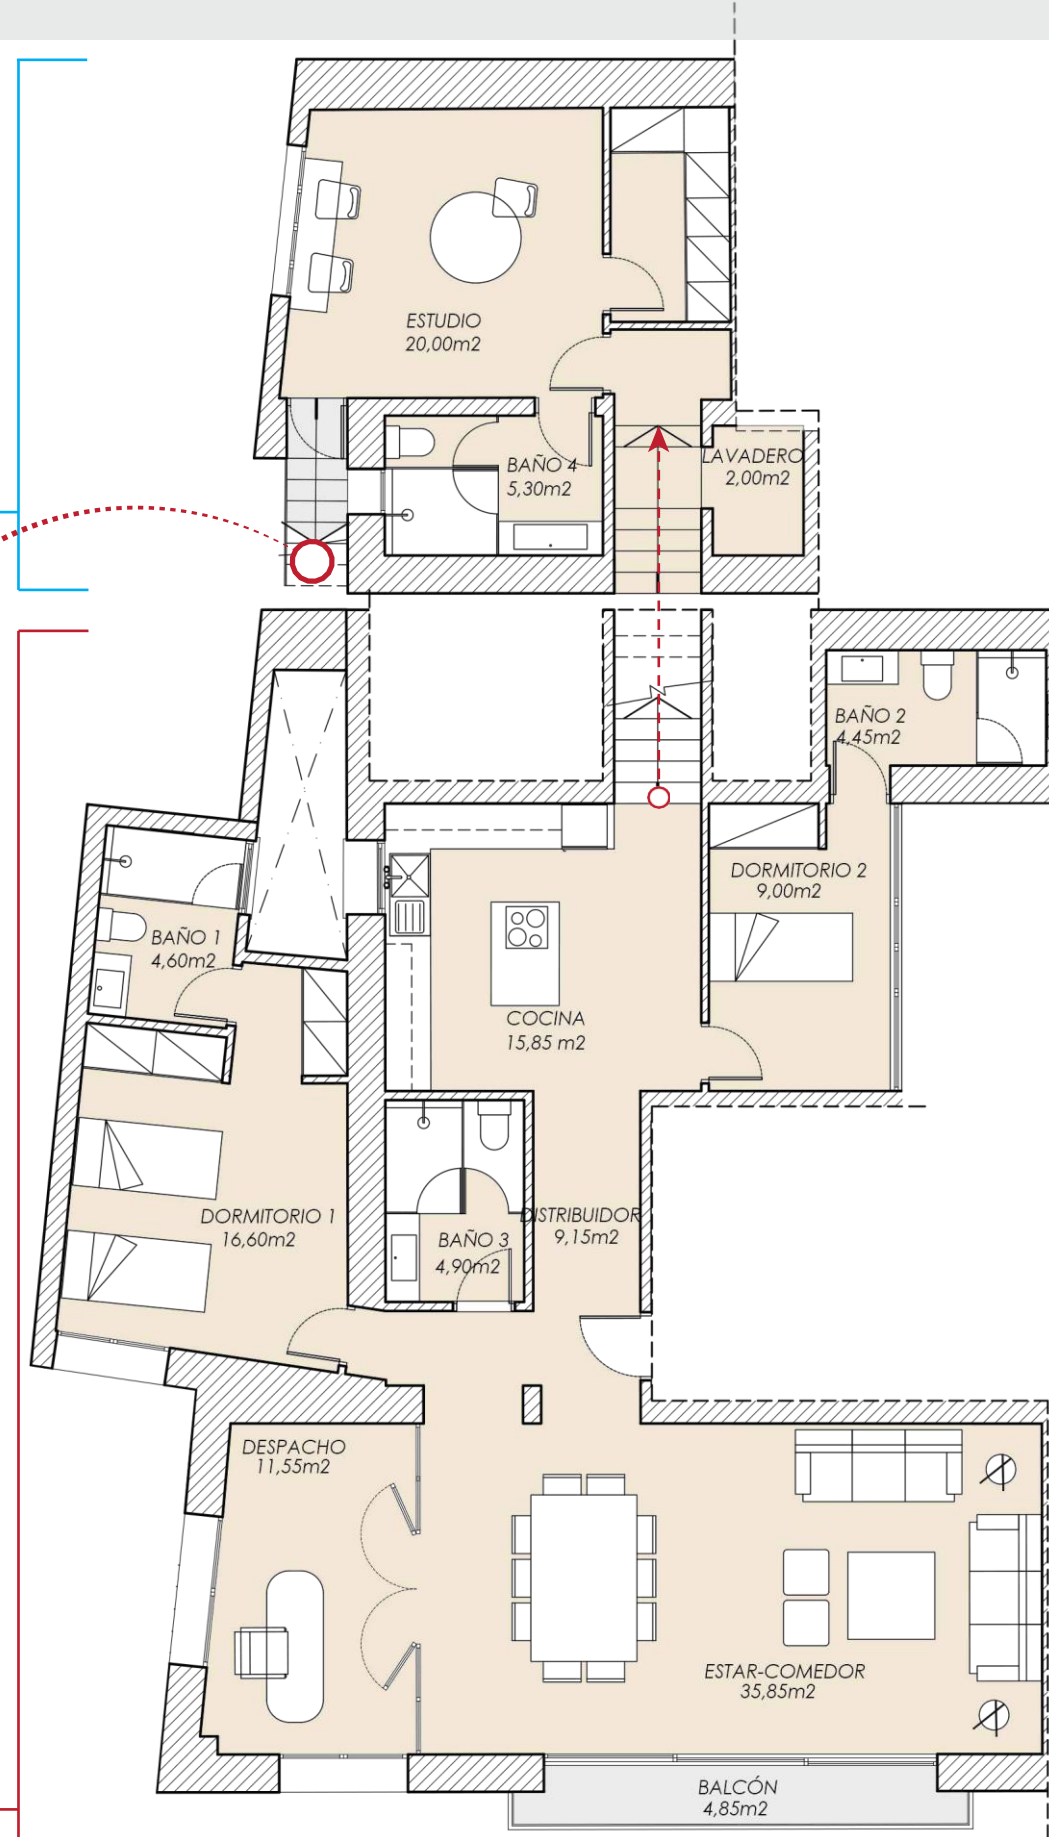 ESTUDIO
20,00m2
BAÑO 4
5,30m2
LAVADERO
2,00m2
BAÑO 2
4,45m2
DORMITORIO 2
9,00m2
BAÑO 1
4,60m2
COCINA
15,85 m2
DORMITORIO 1
16,60m2
BAÑO 3
4,90m2
DISTRIBUIDOR
9,15m2
DESPACHO
11,55m2
ESTAR-COMEDOR
35,85m2
BALCÓN
4,85m2